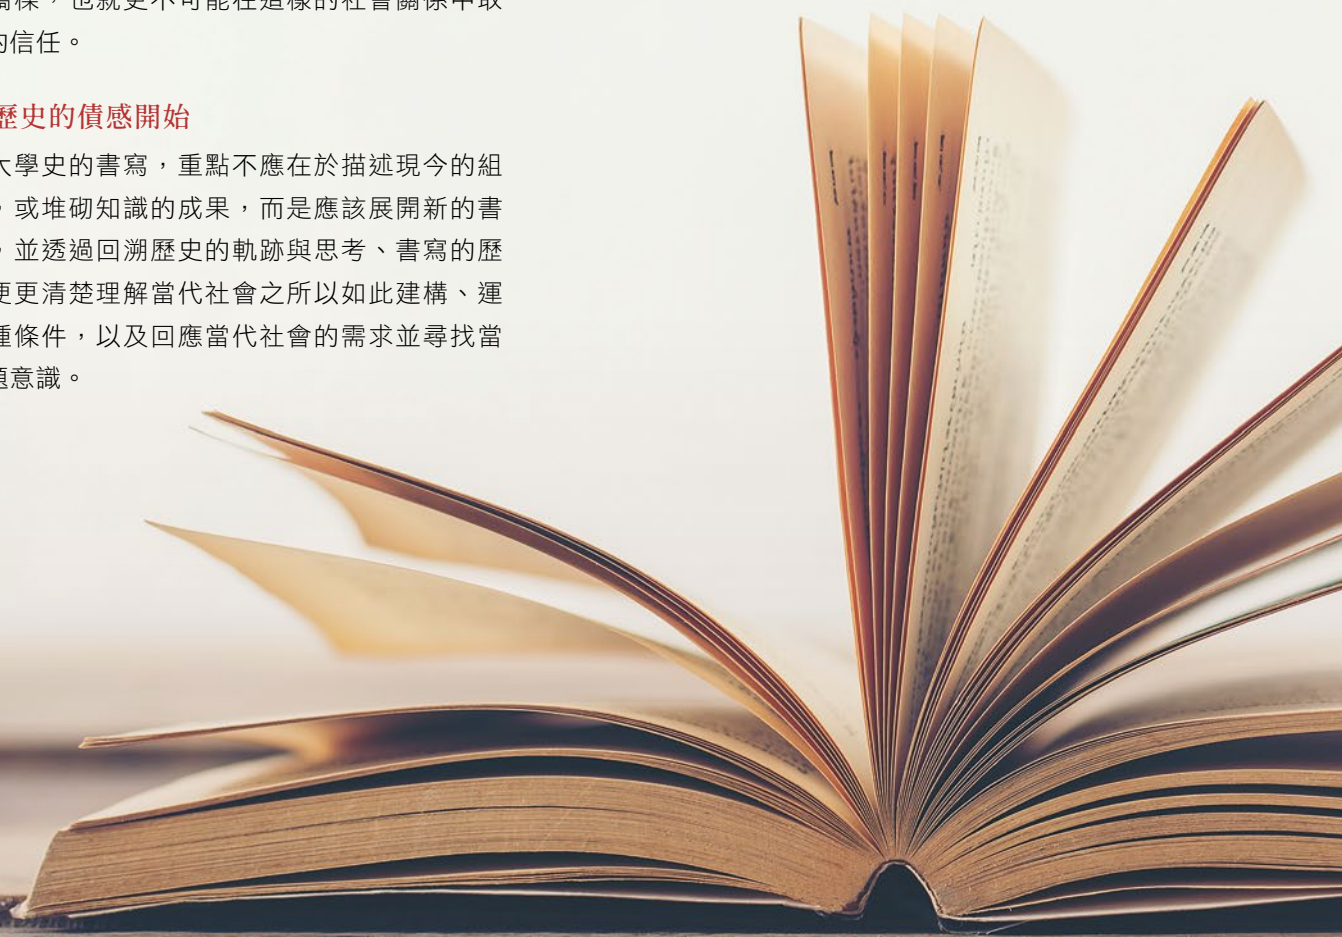 橋樑，也就更不可能在這樣的社會關係中取
的信任。
歷史的債感開始
大學史的書寫，重點不應在於描述現今的組
，或堆砌知識的成果，而是應該展開新的書
，並透過回溯歷史的軌跡與思考、書寫的歷
更清楚理解當代社會之所以如此建構、運
種條件，以及回應當代社會的需求並尋找當
題意識。